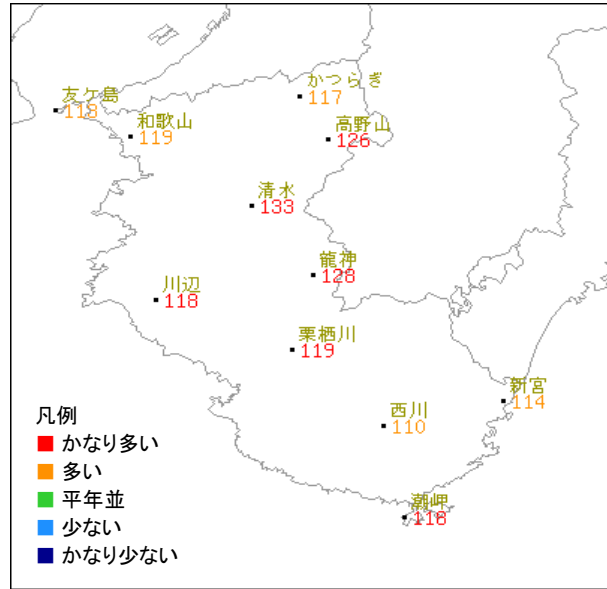 かつらぎ
117
友ケ島
118
和歌山
119
高野山
126
清水
133
龍神
128
川辺
118
栗栖川
119
新宮
114
西川
110
潮岬
118
凡例
かなり多い
多い
平年並
少ない
かなり少ない